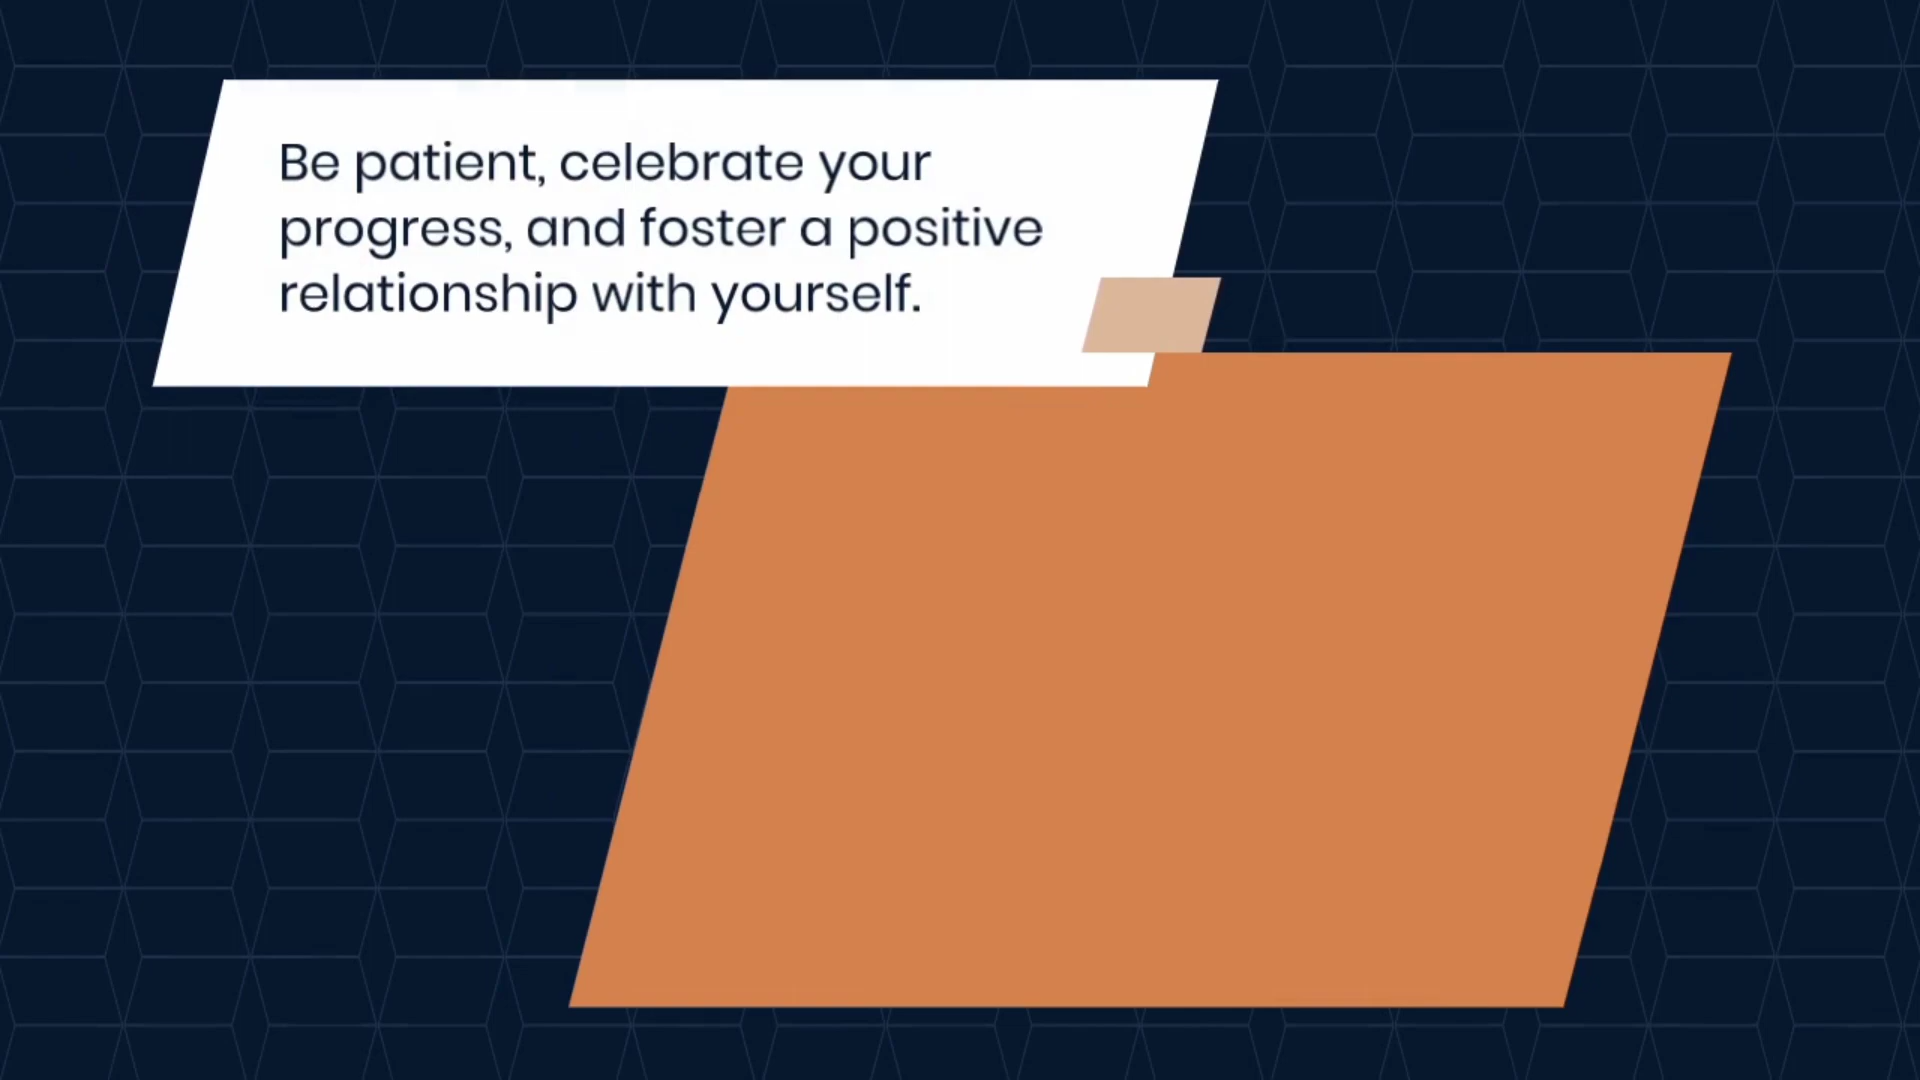 Be patient, celebrate your
progress, and foster a positive
relationship with yourself.